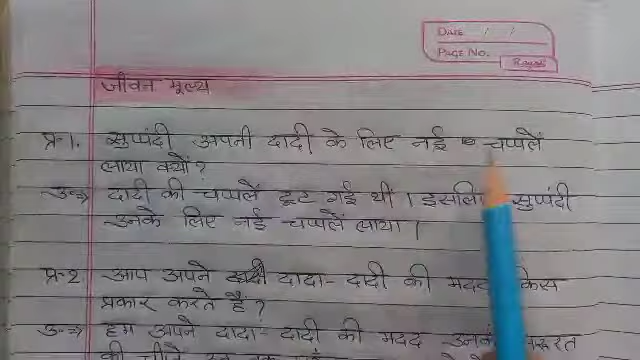 DATE / /
PAGE No.
जीवन मूल्य
प्र-1. सुप्पंदी अपनी दादी के लिए नई चप्पलें
लाया क्यों?
उ⇒ दादी की चप्पलें टूट गई थी। इसलि सुप्पंदी
उनके लिए नई चप्पलें लाया।
प्र-2 आप अपने दादा-दादी की मदद किस
प्रकार करते हैं?
उ-⇒ हम अपने दादा-दादी की मदद उनकी
की चीजें